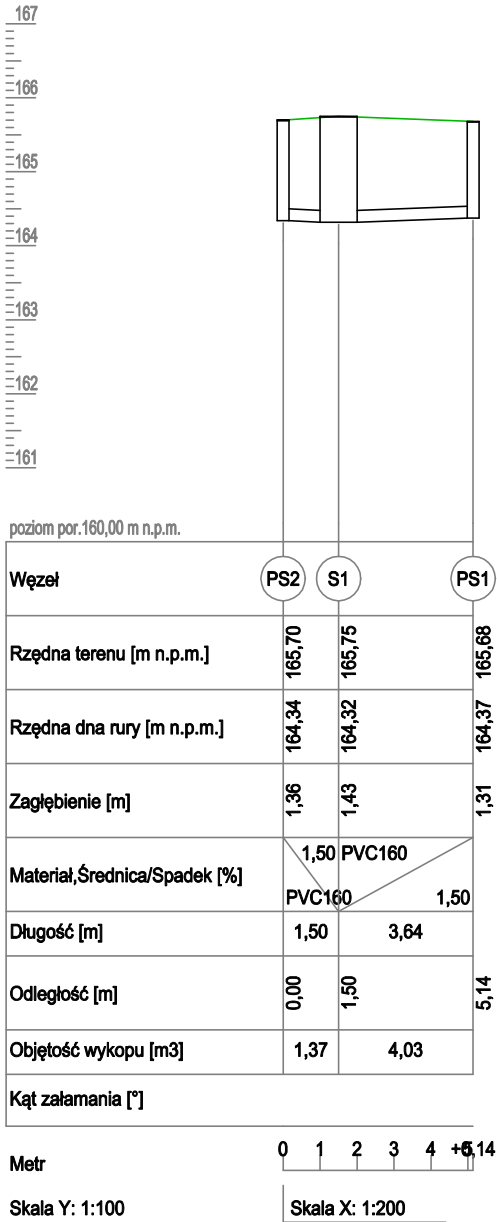 167
166
165
164
163
162
161
poziom por.160,00 m n.p.m.
Węzeł PS2 S1 PS1
Rzędna terenu [m n.p.m.] 165,70 165,75 165,68
Rzędna dna rury [m n.p.m.] 164,34 164,32 164,37
Zagłębienie [m] 1,36 1,43 1,31
1,50 PVC160
Materiał,Średnica/Spadek [%]
PVC160 1,50
Długość [m] 1,50 3,64
Odległość [m] 0,00 1,50 5,14
Objętość wykopu [m3] 1,37 4,03
Kąt załamania [°]
Metr 0 1 2 3 4 +5,14
Skala Y: 1:100 Skala X: 1:200